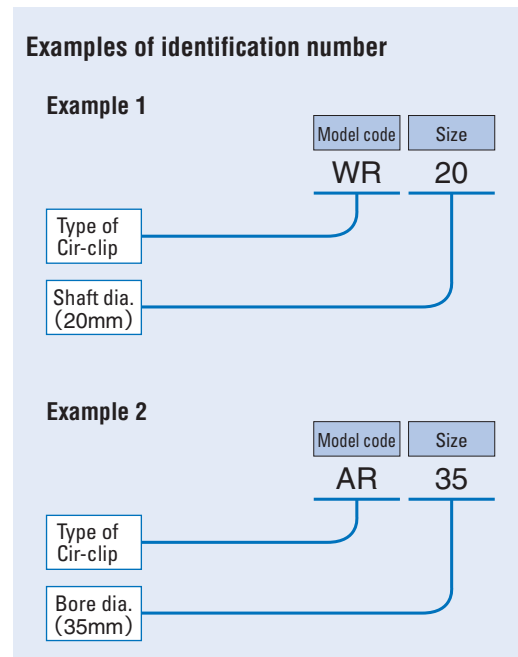 Examples of identification number
Example 1
Model code Size
WR 20
Type of
Cir-clip
Shaft dia.
(20mm)
Example 2
Model code Size
AR 35
Type of
Cir-clip
Bore dia.
(35mm)